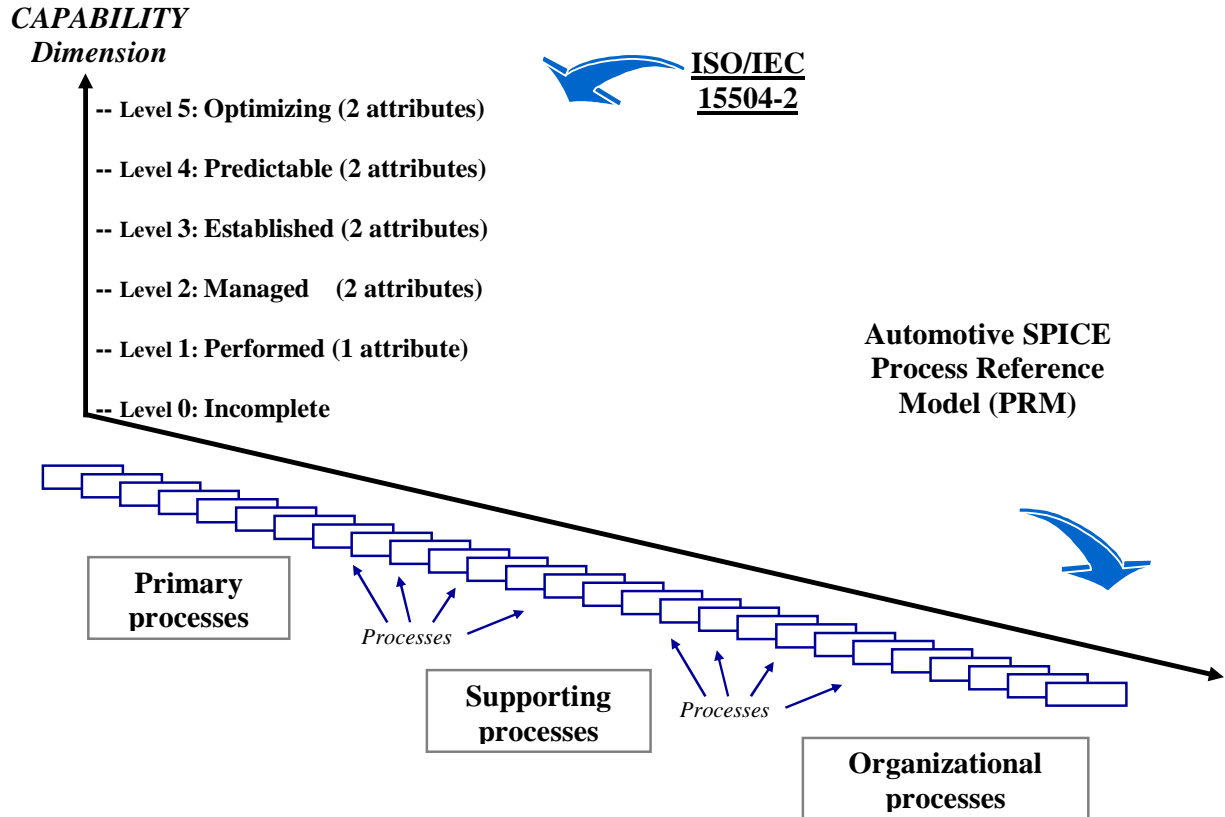 CAPABILITY
Dimension
ISO/IEC
15504-2
-- Level 5: Optimizing (2 attributes)
-- Level 4: Predictable (2 attributes)
-- Level 3: Established (2 attributes)
-- Level 2: Managed (2 attributes)
-- Level 1: Performed (1 attribute)
-- Level 0: Incomplete
Automotive SPICE
Process Reference
Model (PRM)
Primary
processes
Processes
Supporting
processes
Processes
Organizational
processes